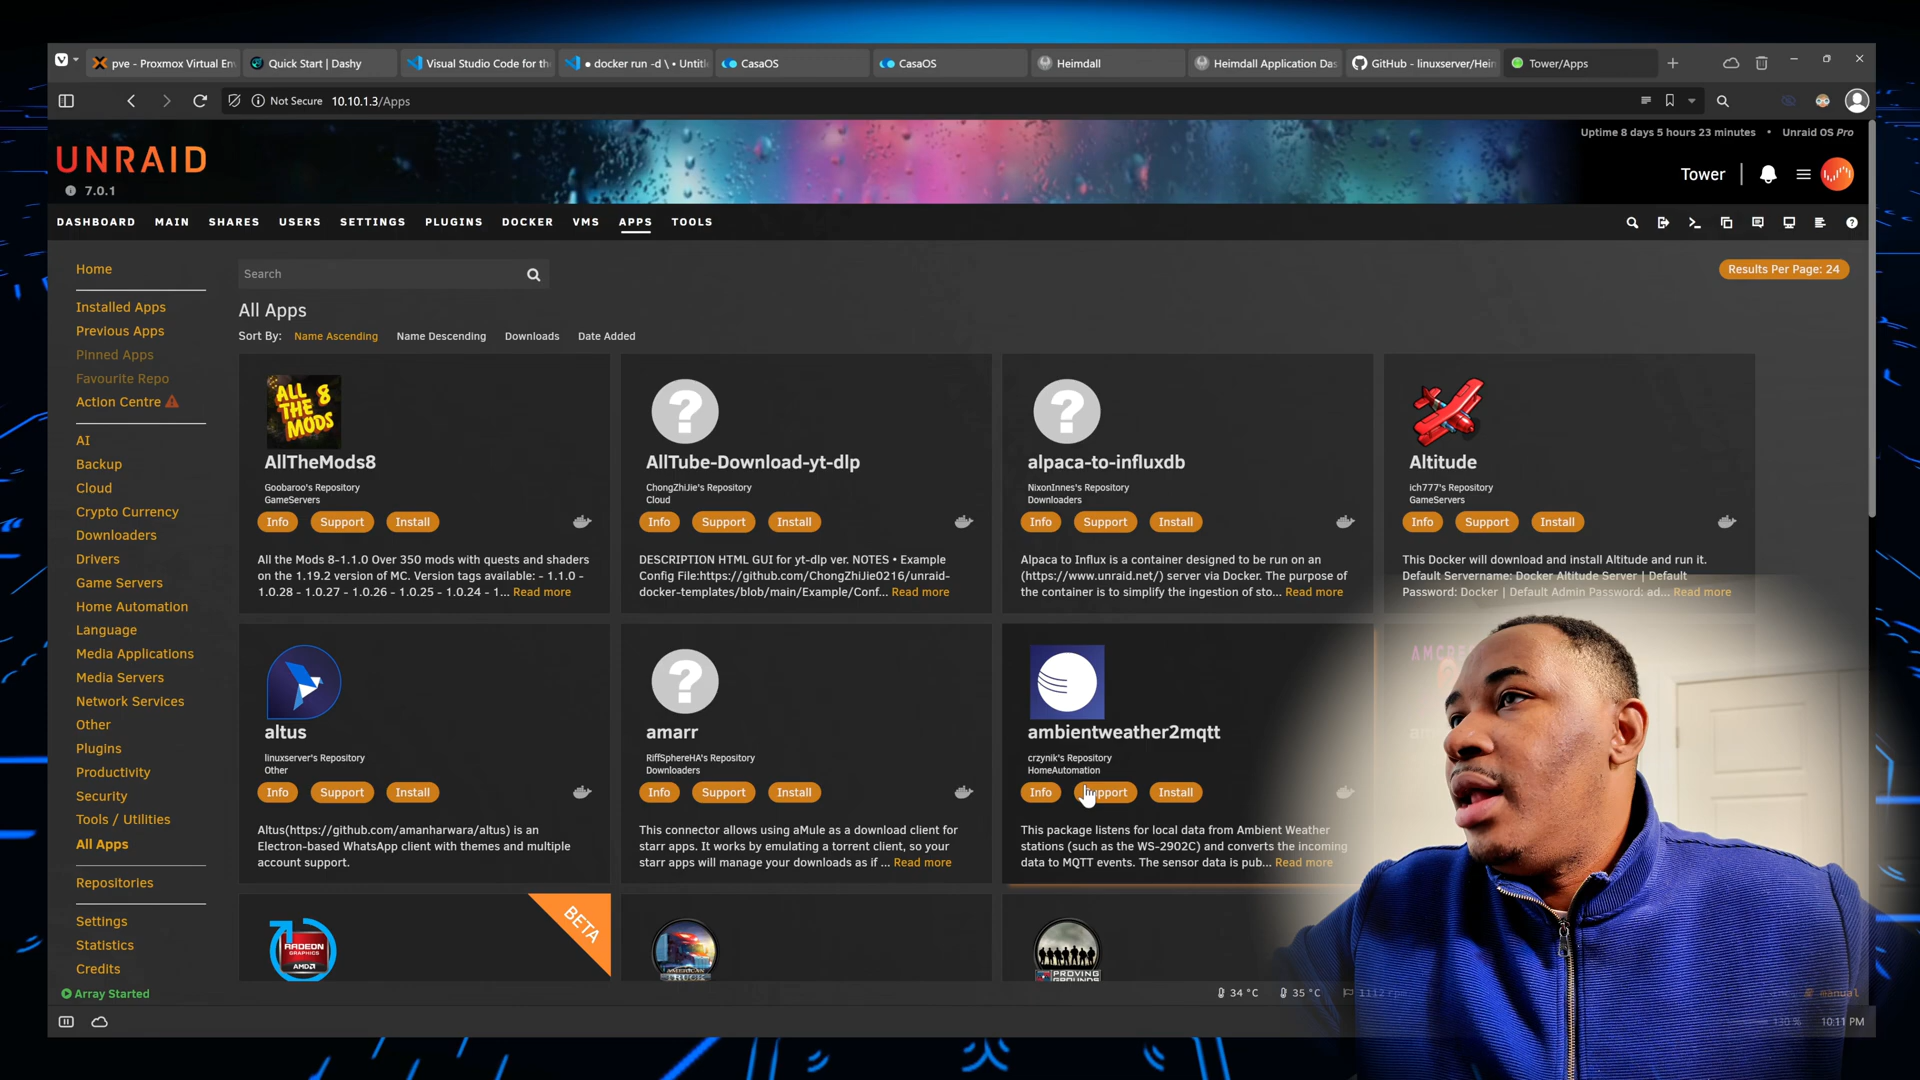 pve - Proxmox Virtual En
Quick Start | Dashy
Visual Studio Code for th
● docker run -d \ • Untitl
CasaOS
CasaOS
Heimdall
Heimdall Application Das
GitHub - linuxserver/Hein
Tower/Apps
Not Secure 10.10.1.3/Apps
Uptime 8 days 5 hours 23 minutes • Unraid OS Pro
UNRAID
7.0.1
Tower
DASHBOARD MAIN SHARES USERS SETTINGS PLUGINS DOCKER VMS APPS TOOLS
Home
Installed Apps
Previous Apps
Pinned Apps
Favourite Repo
Action Centre
AI
Backup
Cloud
Crypto Currency
Downloaders
Drivers
Game Servers
Home Automation
Language
Media Applications
Media Servers
Network Services
Other
Plugins
Productivity
Security
Tools / Utilities
All Apps
Repositories
Settings
Statistics
Credits
Search
Results Per Page: 24
All Apps
Sort By: Name Ascending Name Descending Downloads Date Added
ALL
THE 8
MODS
AllTheMods8
Goobaroo's Repository
GameServers
Info Support Install
All the Mods 8-1.1.0 Over 350 mods with quests and shaders
on the 1.19.2 version of MC. Version tags available: - 1.1.0 -
1.0.28 - 1.0.27 - 1.0.26 - 1.0.25 - 1.0.24 - 1... Read more
?
AllTube-Download-yt-dlp
ChongZhiJie's Repository
Cloud
Info Support Install
DESCRIPTION HTML GUI for yt-dlp ver. NOTES • Example
Config File:https://github.com/ChongZhiJie0216/unraid-
docker-templates/blob/main/Example/Conf... Read more
?
alpaca-to-influxdb
NixonInnes's Repository
Downloaders
Info Support Install
Alpaca to Influx is a container designed to be run on an
(https://www.unraid.net/) server via Docker. The purpose of
the container is to simplify the ingestion of sto... Read more
Altitude
ich777's Repository
GameServers
Info Support Install
This Docker will download and install Altitude and run it.
Default Servername: Docker Altitude Server | Default
Password: Docker | Default Admin Password: ad... Read more
altus
linuxserver's Repository
Other
Info Support Install
Altus(https://github.com/amanharwara/altus) is an
Electron-based WhatsApp client with themes and multiple
account support.
?
amarr
RiffSphereHA's Repository
Downloaders
Info Support Install
This connector allows using aMule as a download client for
starr apps. It works by emulating a torrent client, so your
starr apps will manage your downloads as if ... Read more
ambientweather2mqtt
crzynik's Repository
HomeAutomation
Info Support Install
This package listens for local data from Ambient Weather
stations (such as the WS-2902C) and converts the incoming
data to MQTT events. The sensor data is pub... Read more
BETA
RADEON
GRAPHICS
AMD
AMERICAN
TRUCK
PROVING
GROUNDS
Array Started
34 °C 35 °C
manual
130 %
10:11 PM